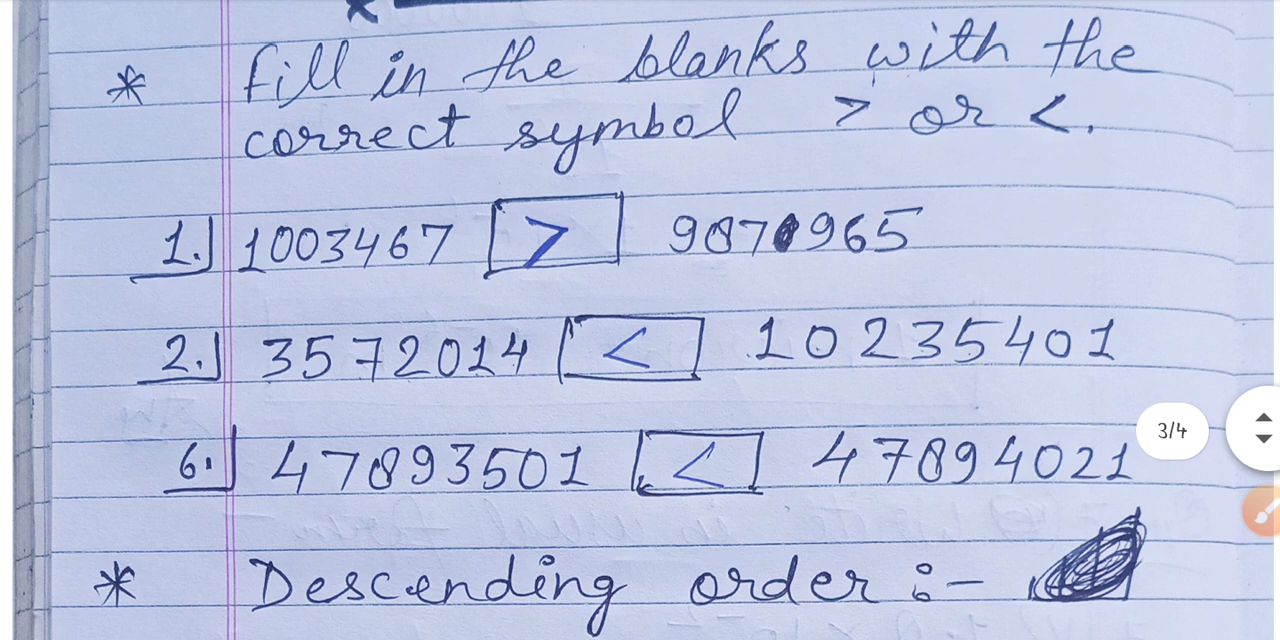 * Fill in the blanks with the
correct symbol > or <.
1. 1003467 > 987965
2. 3572014 < 10235401
3/4
6. 47893501 < 47894021
* Descending order :-